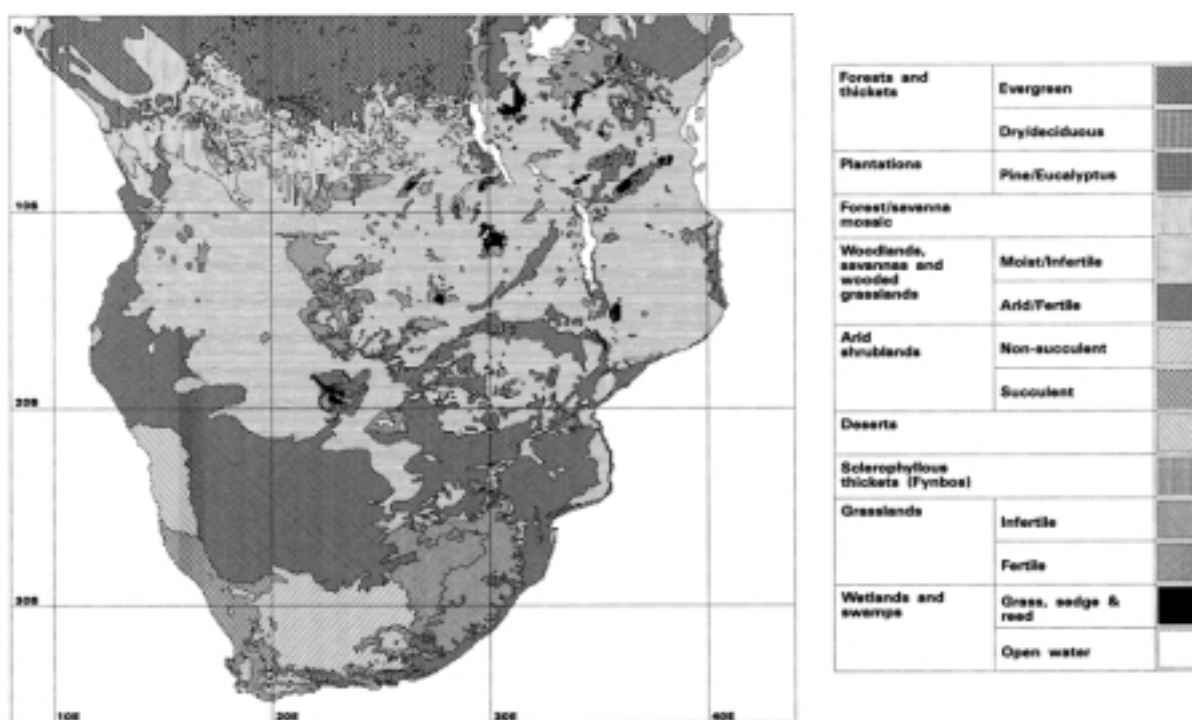 0°
10S
20S
30S
10E
20E
30E
40E
Forests and
thickets
Evergreen
Dry/deciduous
Plantations
Pine/Eucalyptus
Forest/savanna
mosaic
Woodlands,
savannas and
wooded
grasslands
Moist/Infertile
Arid/Fertile
Arid
shrublands
Non-succulent
Succulent
Deserts
Sclerophyllous
thickets (Fynbos)
Grasslands
Infertile
Fertile
Wetlands and
swamps
Grass, sedge &
reed
Open water